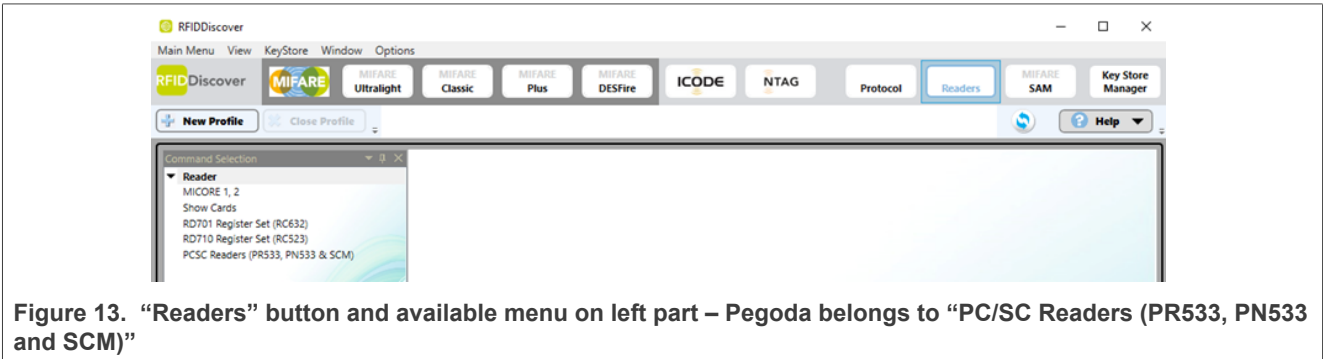 RFIDDiscover
Main Menu View KeyStore Window Options
RFIDDiscover MIFARE MIFARE Ultralight MIFARE Classic MIFARE Plus MIFARE DESFire ICODE NTAG Protocol Readers MIFARE SAM Key Store Manager
New Profile Close Profile Help
Command Selection
Reader
MICORE 1, 2
Show Cards
RD701 Register Set (RC632)
RD710 Register Set (RC523)
PCSC Readers (PR533, PN533 & SCM)
Figure 13. “Readers” button and available menu on left part – Pegoda belongs to “PC/SC Readers (PR533, PN533
and SCM)”